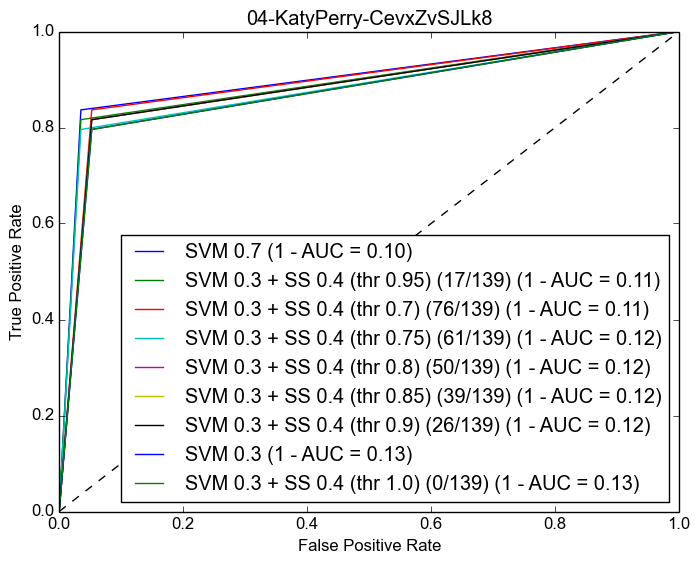 04-KatyPerry-CevxZvSJLk8
1.0
0.8
0.6
0.4
0.2
0.0
True Positive Rate
SVM 0.7 (1 - AUC = 0.10)
SVM 0.3 + SS 0.4 (thr 0.95) (17/139) (1 - AUC = 0.11)
SVM 0.3 + SS 0.4 (thr 0.7) (76/139) (1 - AUC = 0.11)
SVM 0.3 + SS 0.4 (thr 0.75) (61/139) (1 - AUC = 0.12)
SVM 0.3 + SS 0.4 (thr 0.8) (50/139) (1 - AUC = 0.12)
SVM 0.3 + SS 0.4 (thr 0.85) (39/139) (1 - AUC = 0.12)
SVM 0.3 + SS 0.4 (thr 0.9) (26/139) (1 - AUC = 0.12)
SVM 0.3 (1 - AUC = 0.13)
SVM 0.3 + SS 0.4 (thr 1.0) (0/139) (1 - AUC = 0.13)
0.0 0.2 0.4 0.6 0.8 1.0
False Positive Rate